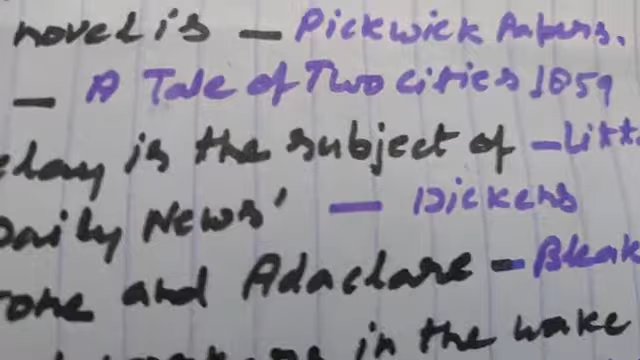 novel is — Pickwick Papers.
— A Tale of Two cities 1859
is the subject of —
Daily News' — Dickens
and Adaclare —
in the wake